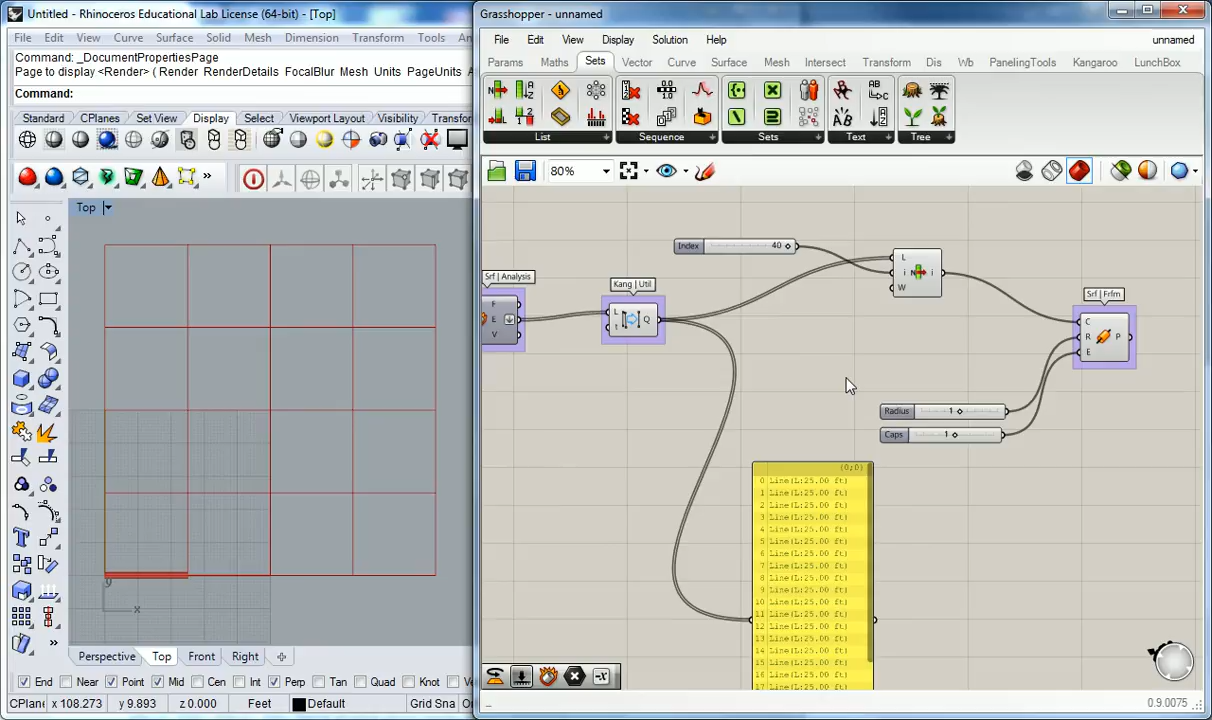 Untitled - Rhinoceros Educational Lab License (64-bit) - [Top]
File Edit View Curve Surface Solid Mesh Dimension Transform Tools
Command: _DocumentPropertiesPage
Page to display <Render> ( Render RenderDetails FocalBlur Mesh Units PageUnits
Command:
Standard CPlanes Set View Display Select Viewport Layout Visibility Transform
Top
y
x
Perspective Top Front Right
End Near Point Mid Cen Int Perp Tan Quad Knot
CPlane x 108.273 y 9.893 z 0.000 Feet Default Grid Sna
Grasshopper - unnamed
File Edit View Display Solution Help unnamed
Params Maths Sets Vector Curve Surface Mesh Intersect Transform Dis Wb PanelingTools Kangaroo LunchBox
List Sequence Sets Text Tree
80%
Index 40
L
i i
W
Srf | Analysis
F
E
V
Kang | Util
L
t
Q
Srf | Frfm
C
R P
E
Radius 1
Caps 1
{0;0}
0 Line(L:25.00 ft)
1 Line(L:25.00 ft)
2 Line(L:25.00 ft)
3 Line(L:25.00 ft)
4 Line(L:25.00 ft)
5 Line(L:25.00 ft)
6 Line(L:25.00 ft)
7 Line(L:25.00 ft)
8 Line(L:25.00 ft)
9 Line(L:25.00 ft)
10 Line(L:25.00 ft)
11 Line(L:25.00 ft)
12 Line(L:25.00 ft)
13 Line(L:25.00 ft)
14 Line(L:25.00 ft)
15 Line(L:25.00 ft)
16 Line(L:25.00 ft)
17 Line(L:25.00 ft)
0.9.0075